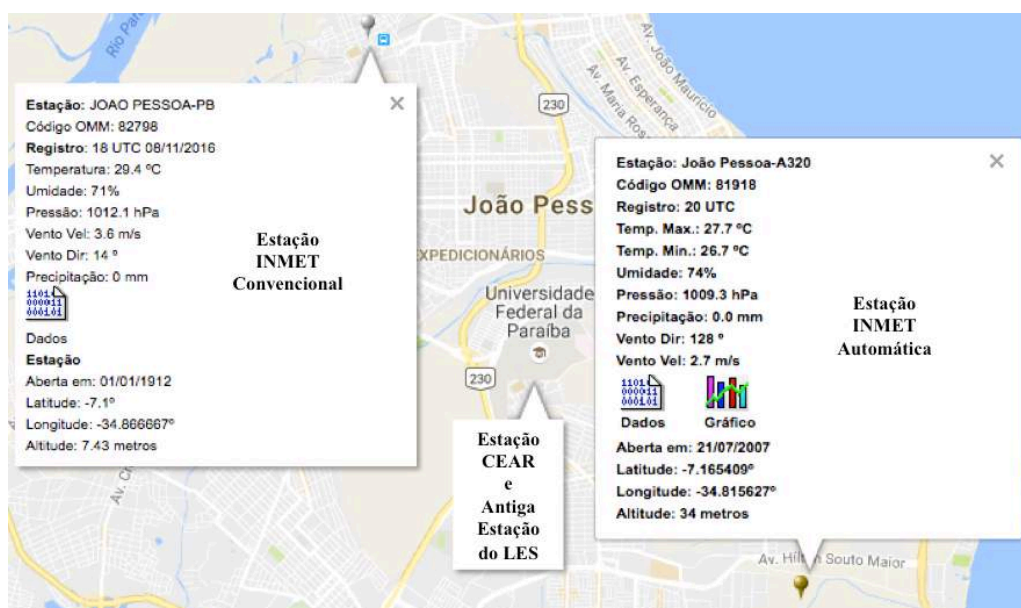 Rio Par
Av. João Maurício
Av. Esperança
Av. Maria Ros
230
Estação: JOAO PESSOA-PB
Código OMM: 82798
Registro: 18 UTC 08/11/2016
Temperatura: 29.4 ºC
Umidade: 71%
Pressão: 1012.1 hPa
Vento Vel: 3.6 m/s
Vento Dir: 14 º
Precipitação: 0 mm
Dados
Estação
Aberta em: 01/01/1912
Latitude: -7.1º
Longitude: -34.866667º
Altitude: 7.43 metros
Estação
INMET
Convencional
João Pess
XPEDICIONÁRIOS
Universidade
Federal da
Paraíba
230
Estação
CEAR
e
Antiga
Estação
do LES
Estação: João Pessoa-A320
Código OMM: 81918
Registro: 20 UTC
Temp. Max.: 27.7 ºC
Temp. Min.: 26.7 ºC
Umidade: 74%
Pressão: 1009.3 hPa
Precipitação: 0.0 mm
Vento Dir: 128 º
Vento Vel: 2.7 m/s
Dados Gráfico
Aberta em: 21/07/2007
Latitude: -7.165409º
Longitude: -34.815627º
Altitude: 34 metros
Estação
INMET
Automática
Av. Hilton Souto Maior